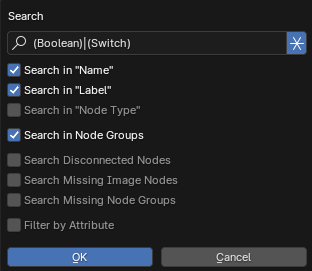 Search
(Boolean)|(Switch)
Search in "Name"
Search in "Label"
Search in "Node Type"
Search in Node Groups
Search Disconnected Nodes
Search Missing Image Nodes
Search Missing Node Groups
Filter by Attribute
OK Cancel